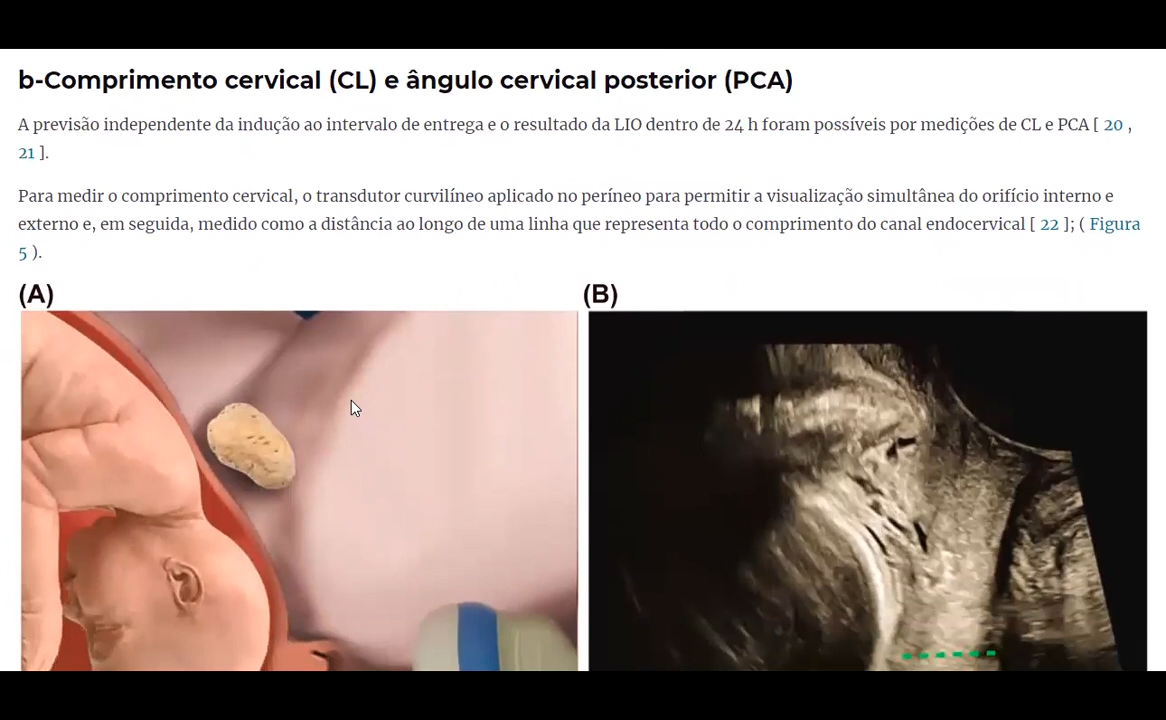 b-Comprimento cervical (CL) e ângulo cervical posterior (PCA)
A previsão independente da indução ao intervalo de entrega e o resultado da LIO dentro de 24 h foram possíveis por medições de CL e PCA [ 20 ,
21 ].
Para medir o comprimento cervical, o transdutor curvilíneo aplicado no períneo para permitir a visualização simultânea do orifício interno e
externo e, em seguida, medido como a distância ao longo de uma linha que representa todo o comprimento do canal endocervical [ 22 ]; ( Figura
5 ).
(A)
(B)